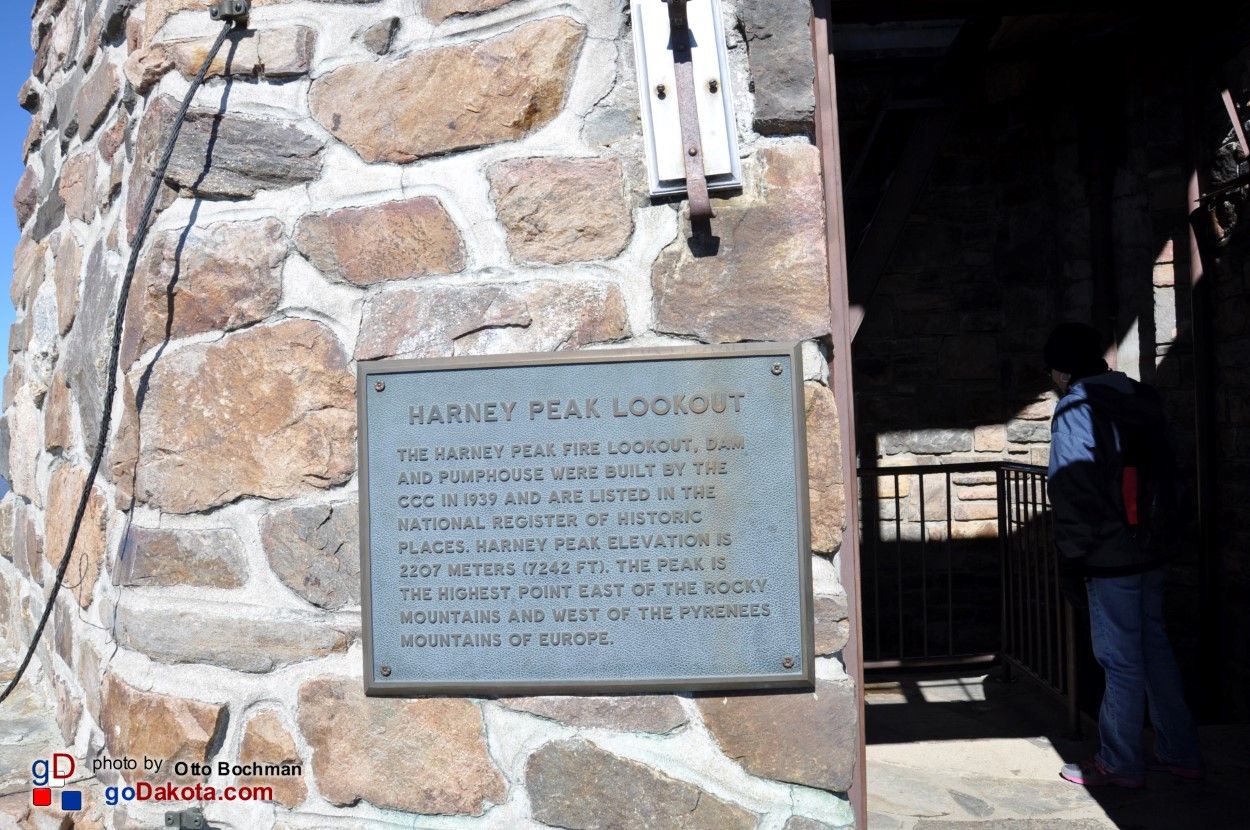 HARNEY PEAK LOOKOUT
THE HARNEY PEAK FIRE LOOKOUT, DAM
AND PUMPHOUSE WERE BUILT BY THE
CCC IN 1939 AND ARE LISTED IN THE
NATIONAL REGISTER OF HISTORIC
PLACES. HARNEY PEAK ELEVATION IS
2207 METERS (7242 FT). THE PEAK IS
THE HIGHEST POINT EAST OF THE ROCKY
MOUNTAINS AND WEST OF THE PYRENEES
MOUNTAINS OF EUROPE.
gD photo by Otto Bochman
goDakota.com